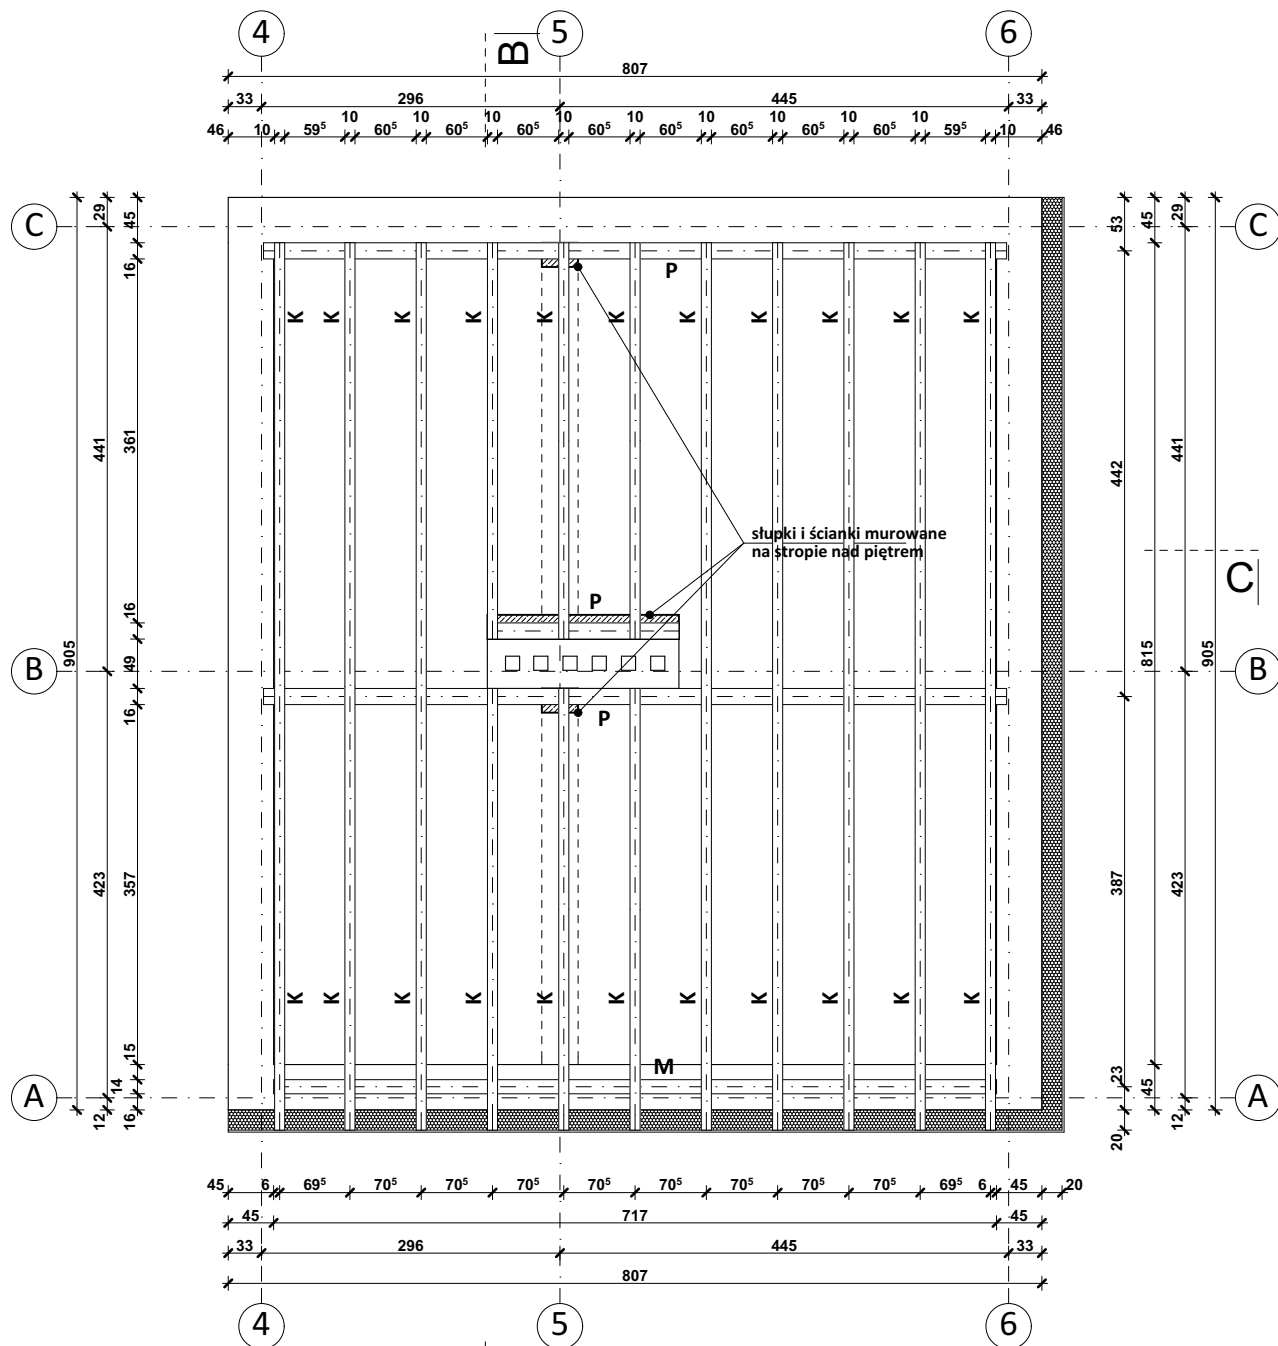 4 5 6
B
807
33 296 445 33
10 10 10 10 10 10 10 10 10
46 10 59⁵ 60⁵ 60⁵ 60⁵ 60⁵ 60⁵ 60⁵ 60⁵ 60⁵ 59⁵ 10 46
C C
29 45 53 45 29
16
P
K K K K K K K K K K K
441 361 442 441
słupki i ścianki murowane
na stropie nad piętrem
C
P
16
905 49 815 905
B B
16
P
423 357 387 423
K K K K K K K K K K K
15
M
14 23 45
A A
12 16 20 12
45 6 69⁵ 70⁵ 70⁵ 70⁵ 70⁵ 70⁵ 70⁵ 70⁵ 70⁵ 69⁵ 6 45 20
45 717 45
33 296 445 33
807
4 5 6